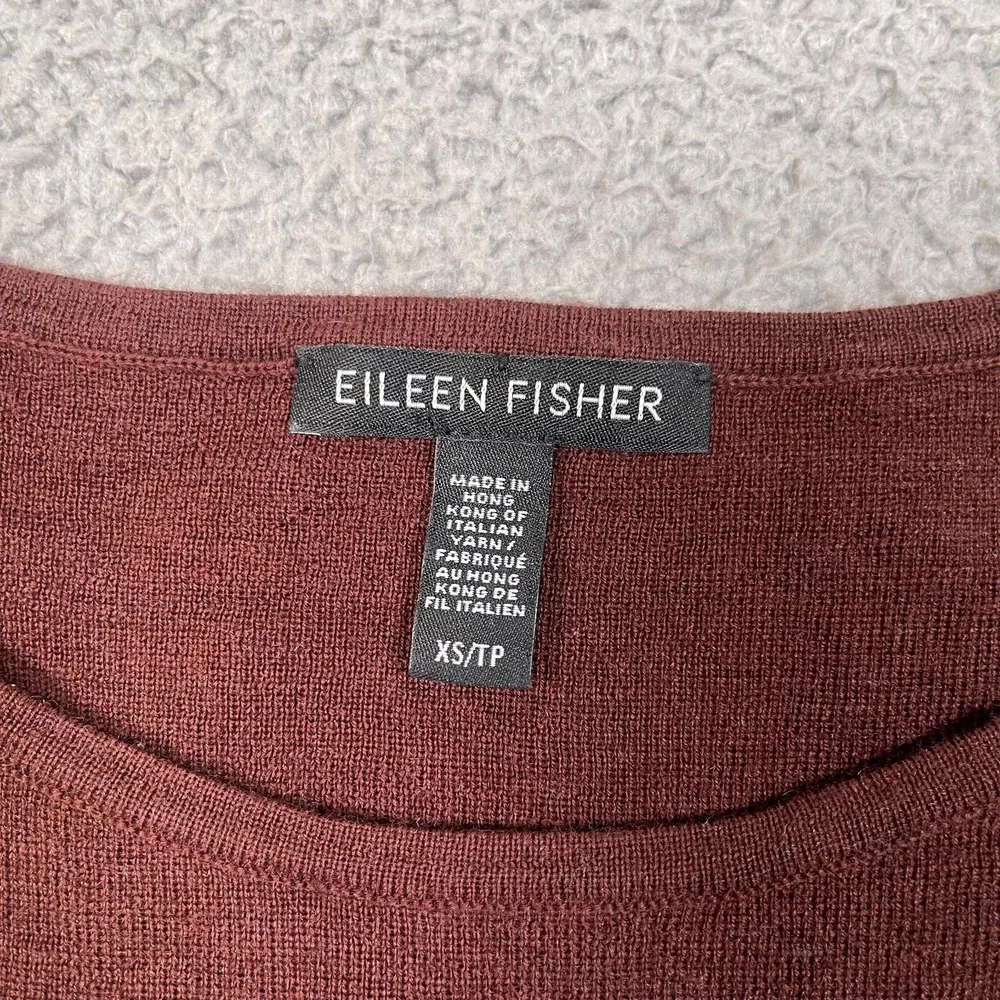 EILEEN FISHER
MADE IN
HONG
KONG OF
ITALIAN
YARN /
FABRIQUÉ
AU HONG
KONG DE
FIL ITALIEN
XS/TP